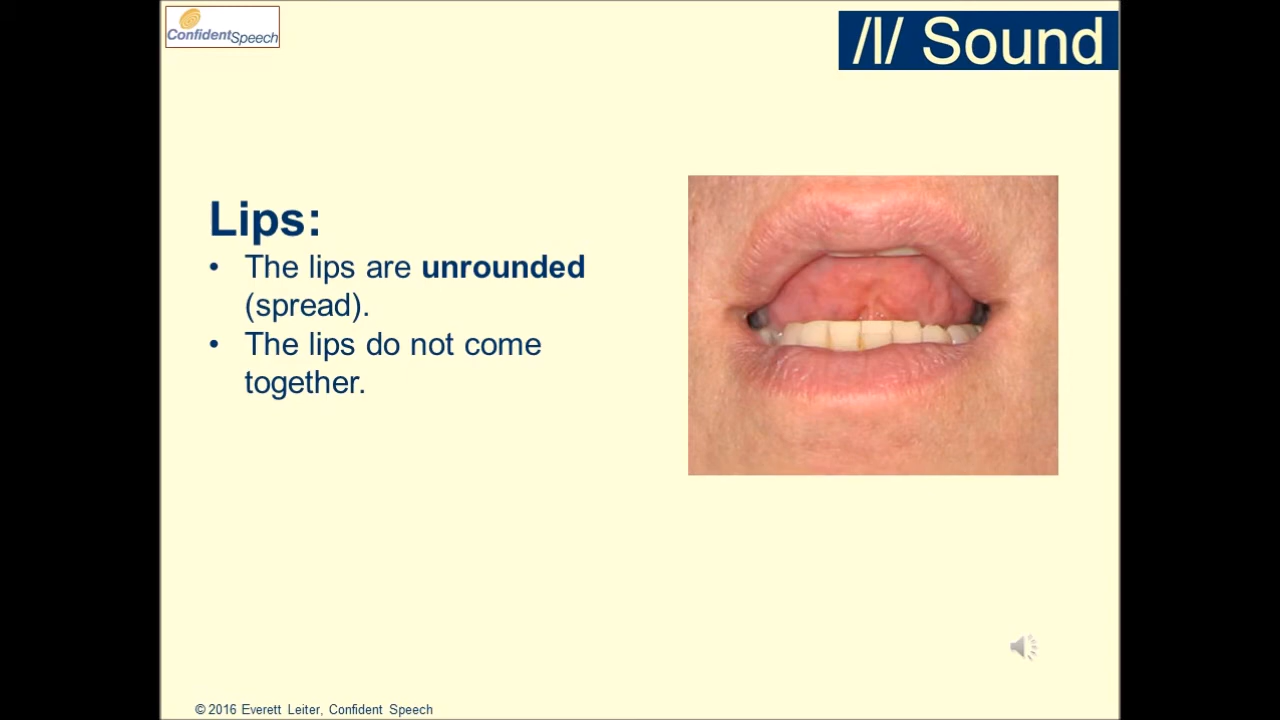 ConfidentSpeech
/l/ Sound
Lips:
• The lips are unrounded
(spread).
• The lips do not come
together.
© 2016 Everett Leiter, Confident Speech